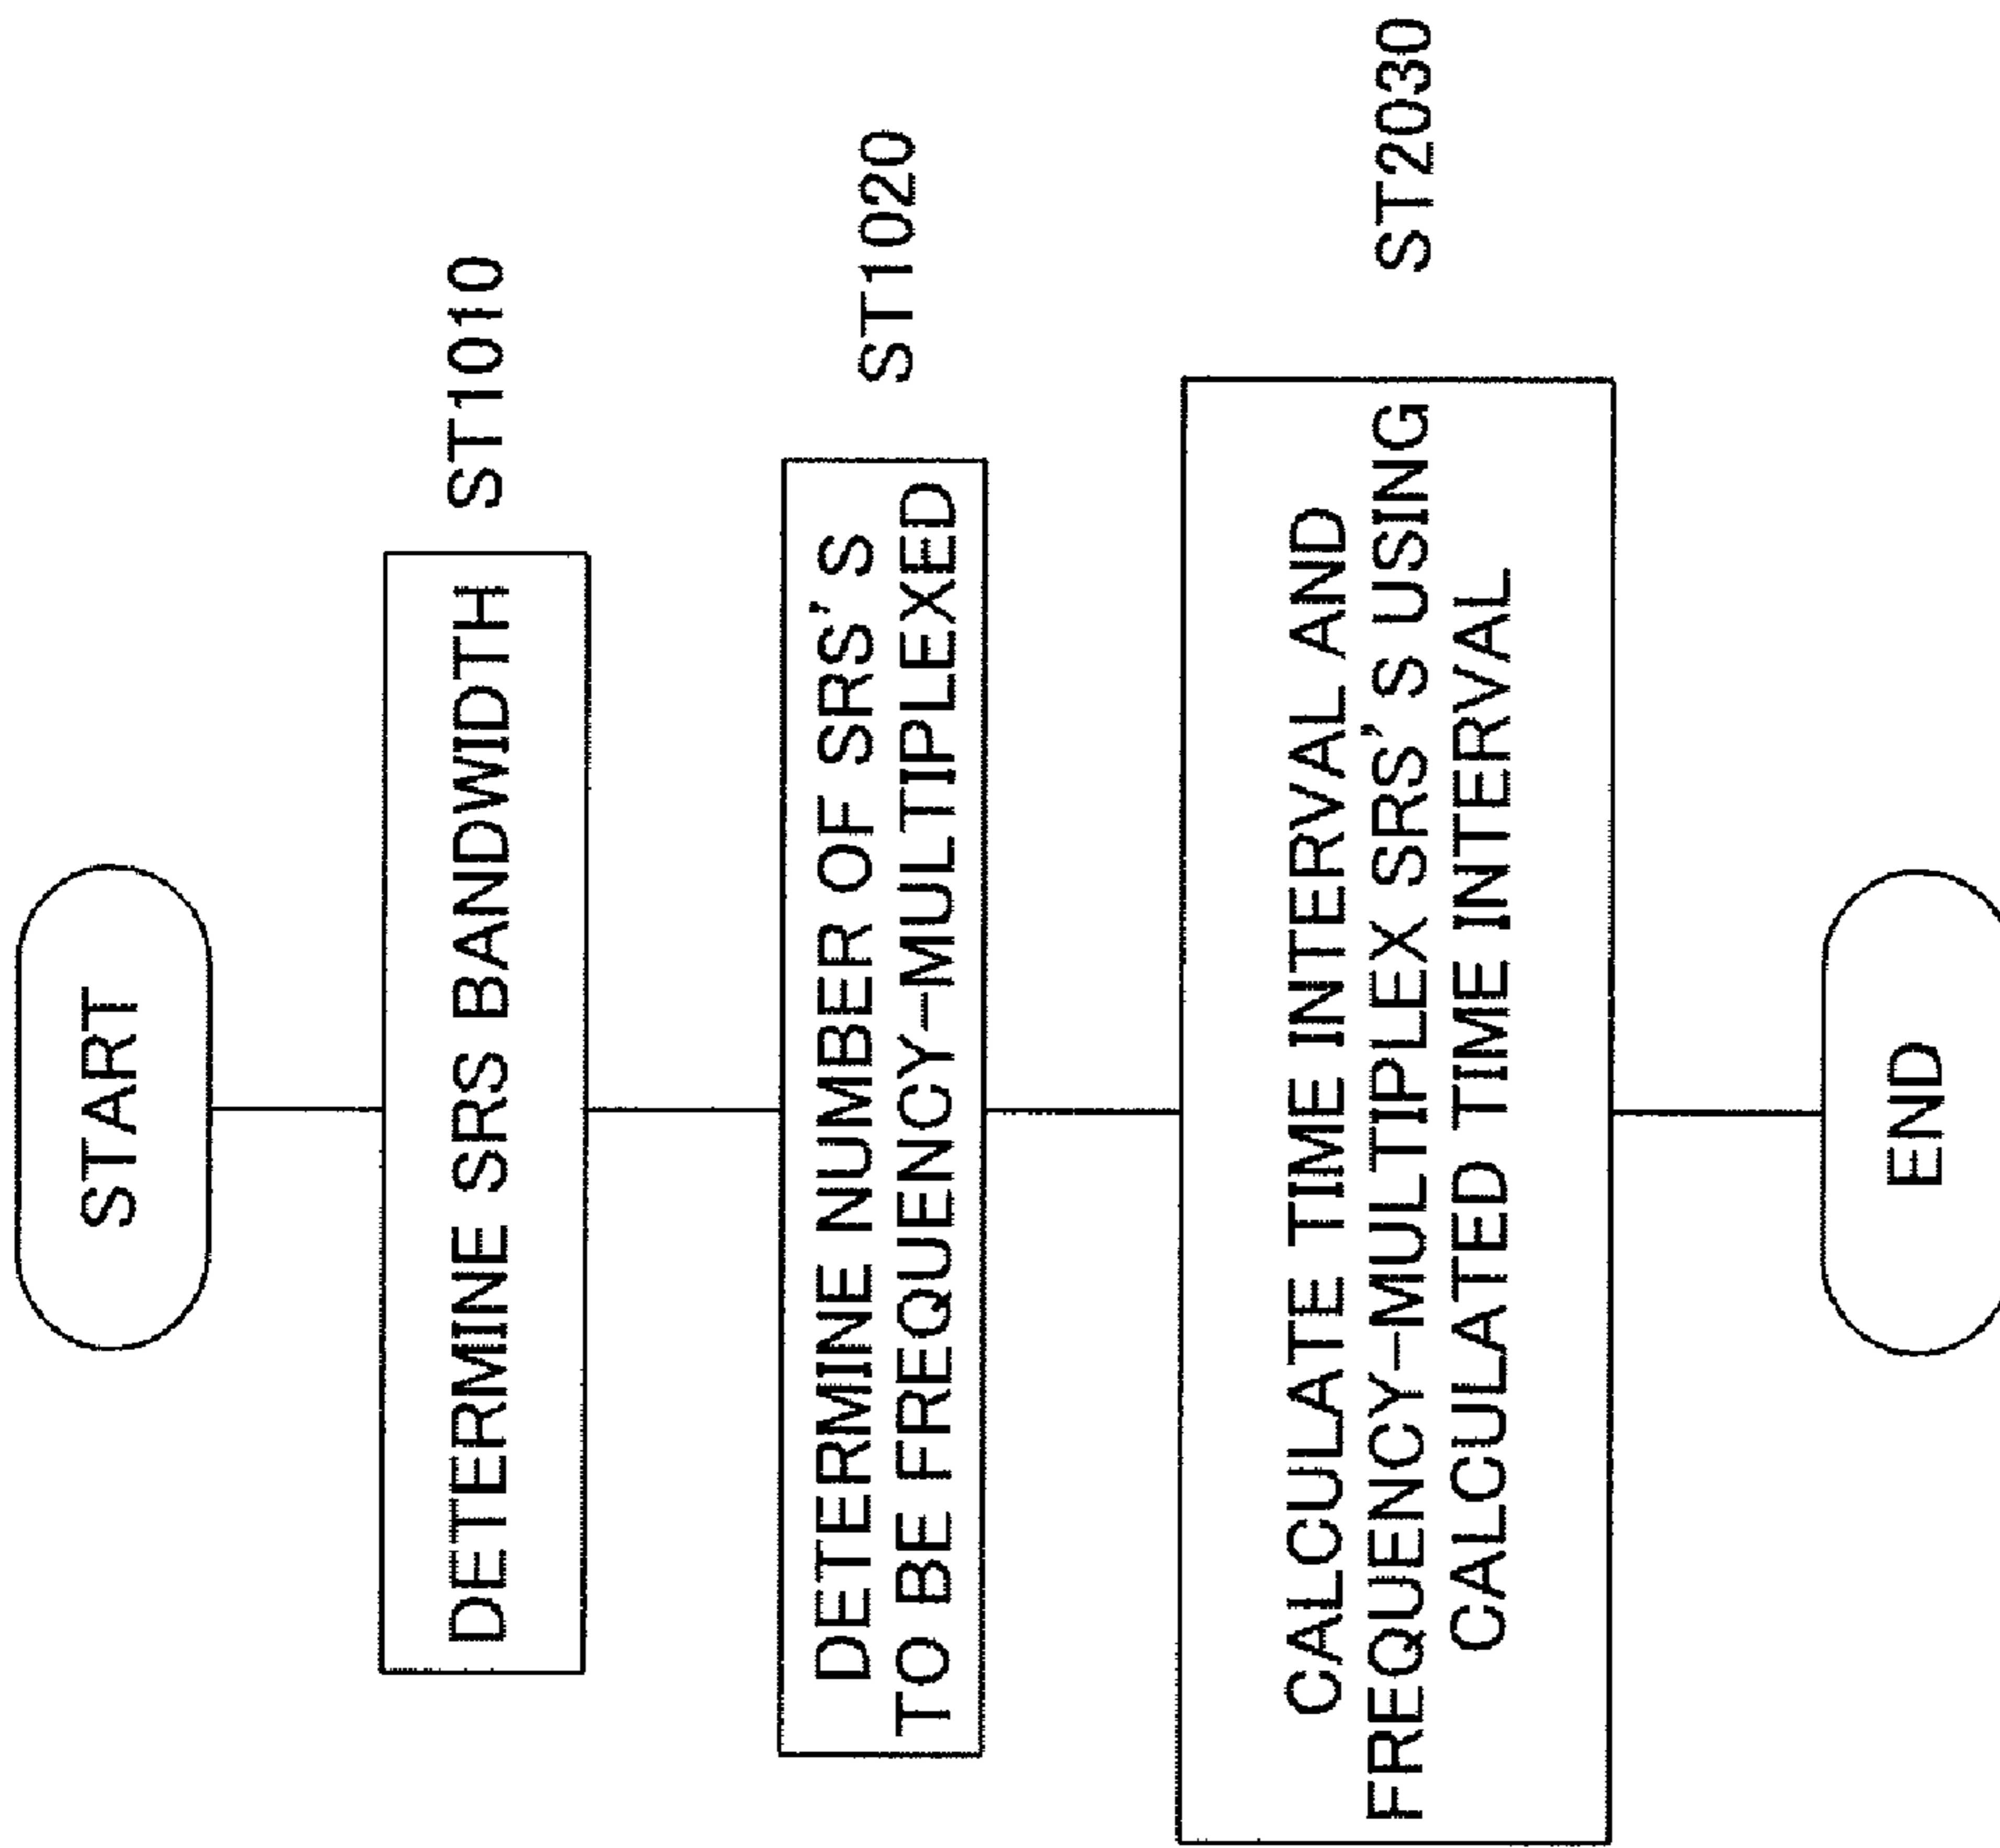 START
DETERMINE SRS BANDWIDTH
ST1010
DETERMINE NUMBER OF SRS'S
TO BE FREQUENCY-MULTIPLEXED
ST1020
CALCULATE TIME INTERVAL AND
FREQUENCY-MULTIPLEX SRS'S USING
CALCULATED TIME INTERVAL
ST2030
END